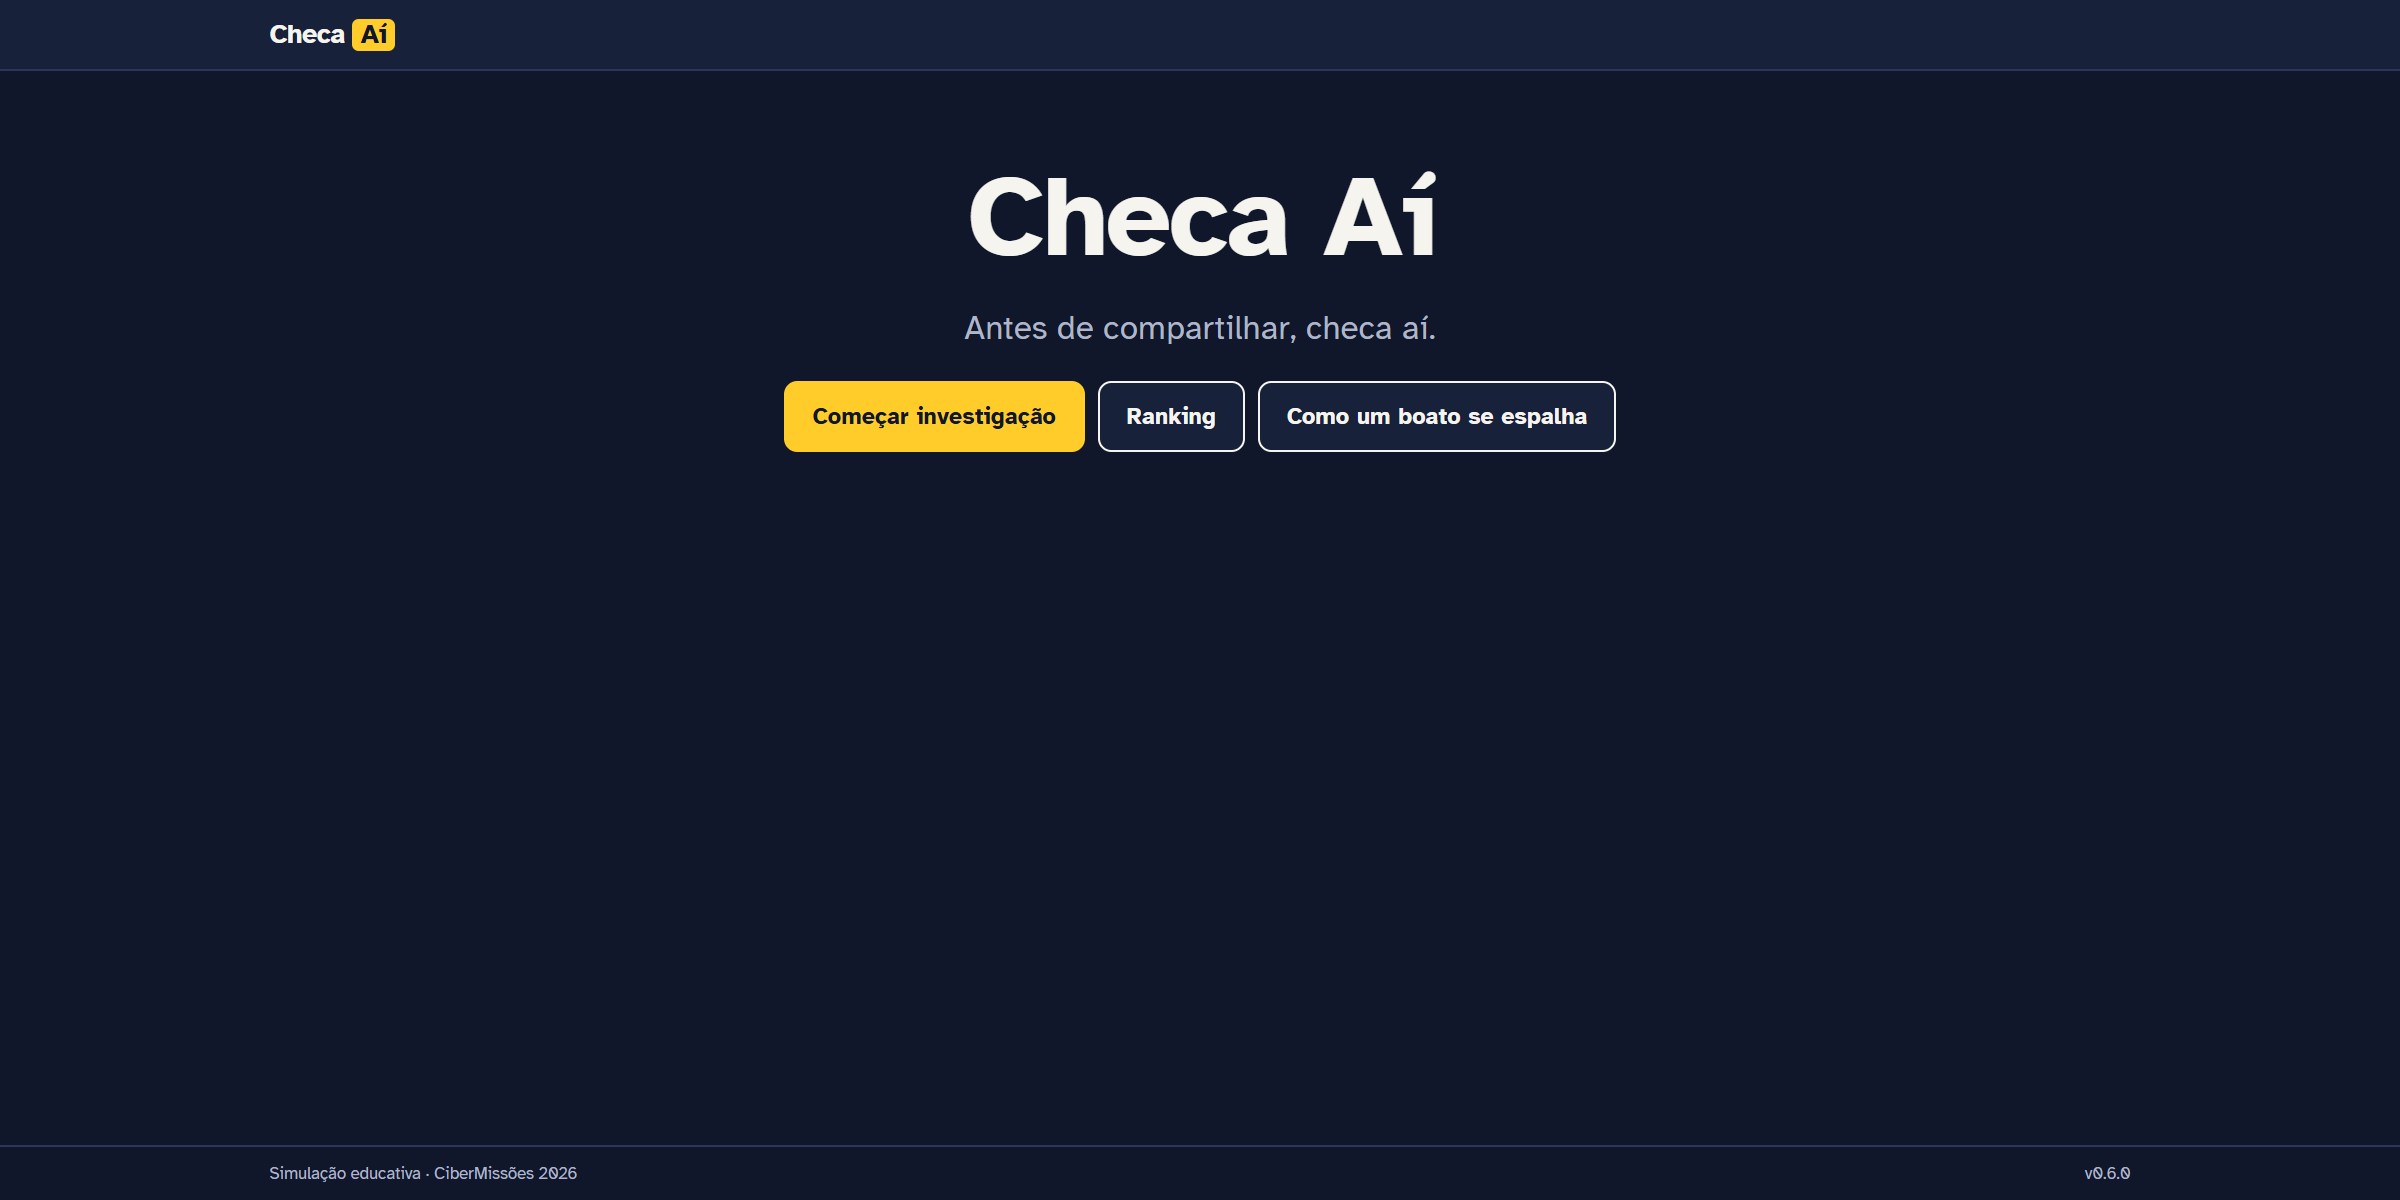 Checa Aí
Checa Aí
Antes de compartilhar, checa aí.
Começar investigação
Ranking
Como um boato se espalha
Simulação educativa · CiberMissões 2026
v0.6.0